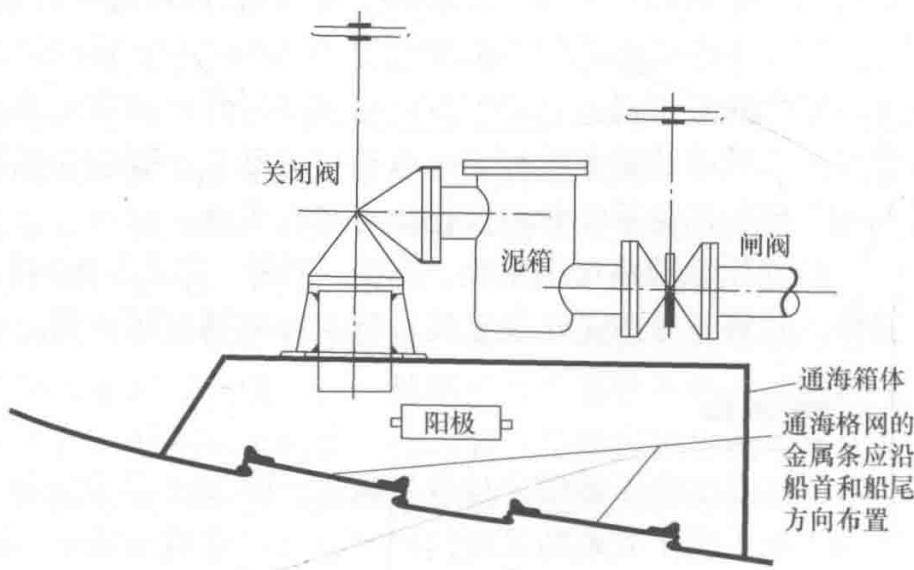 关闭阀
泥箱
闸阀
通海箱体
阳极
通海格网的
金属条应沿
船首和船尾
方向布置